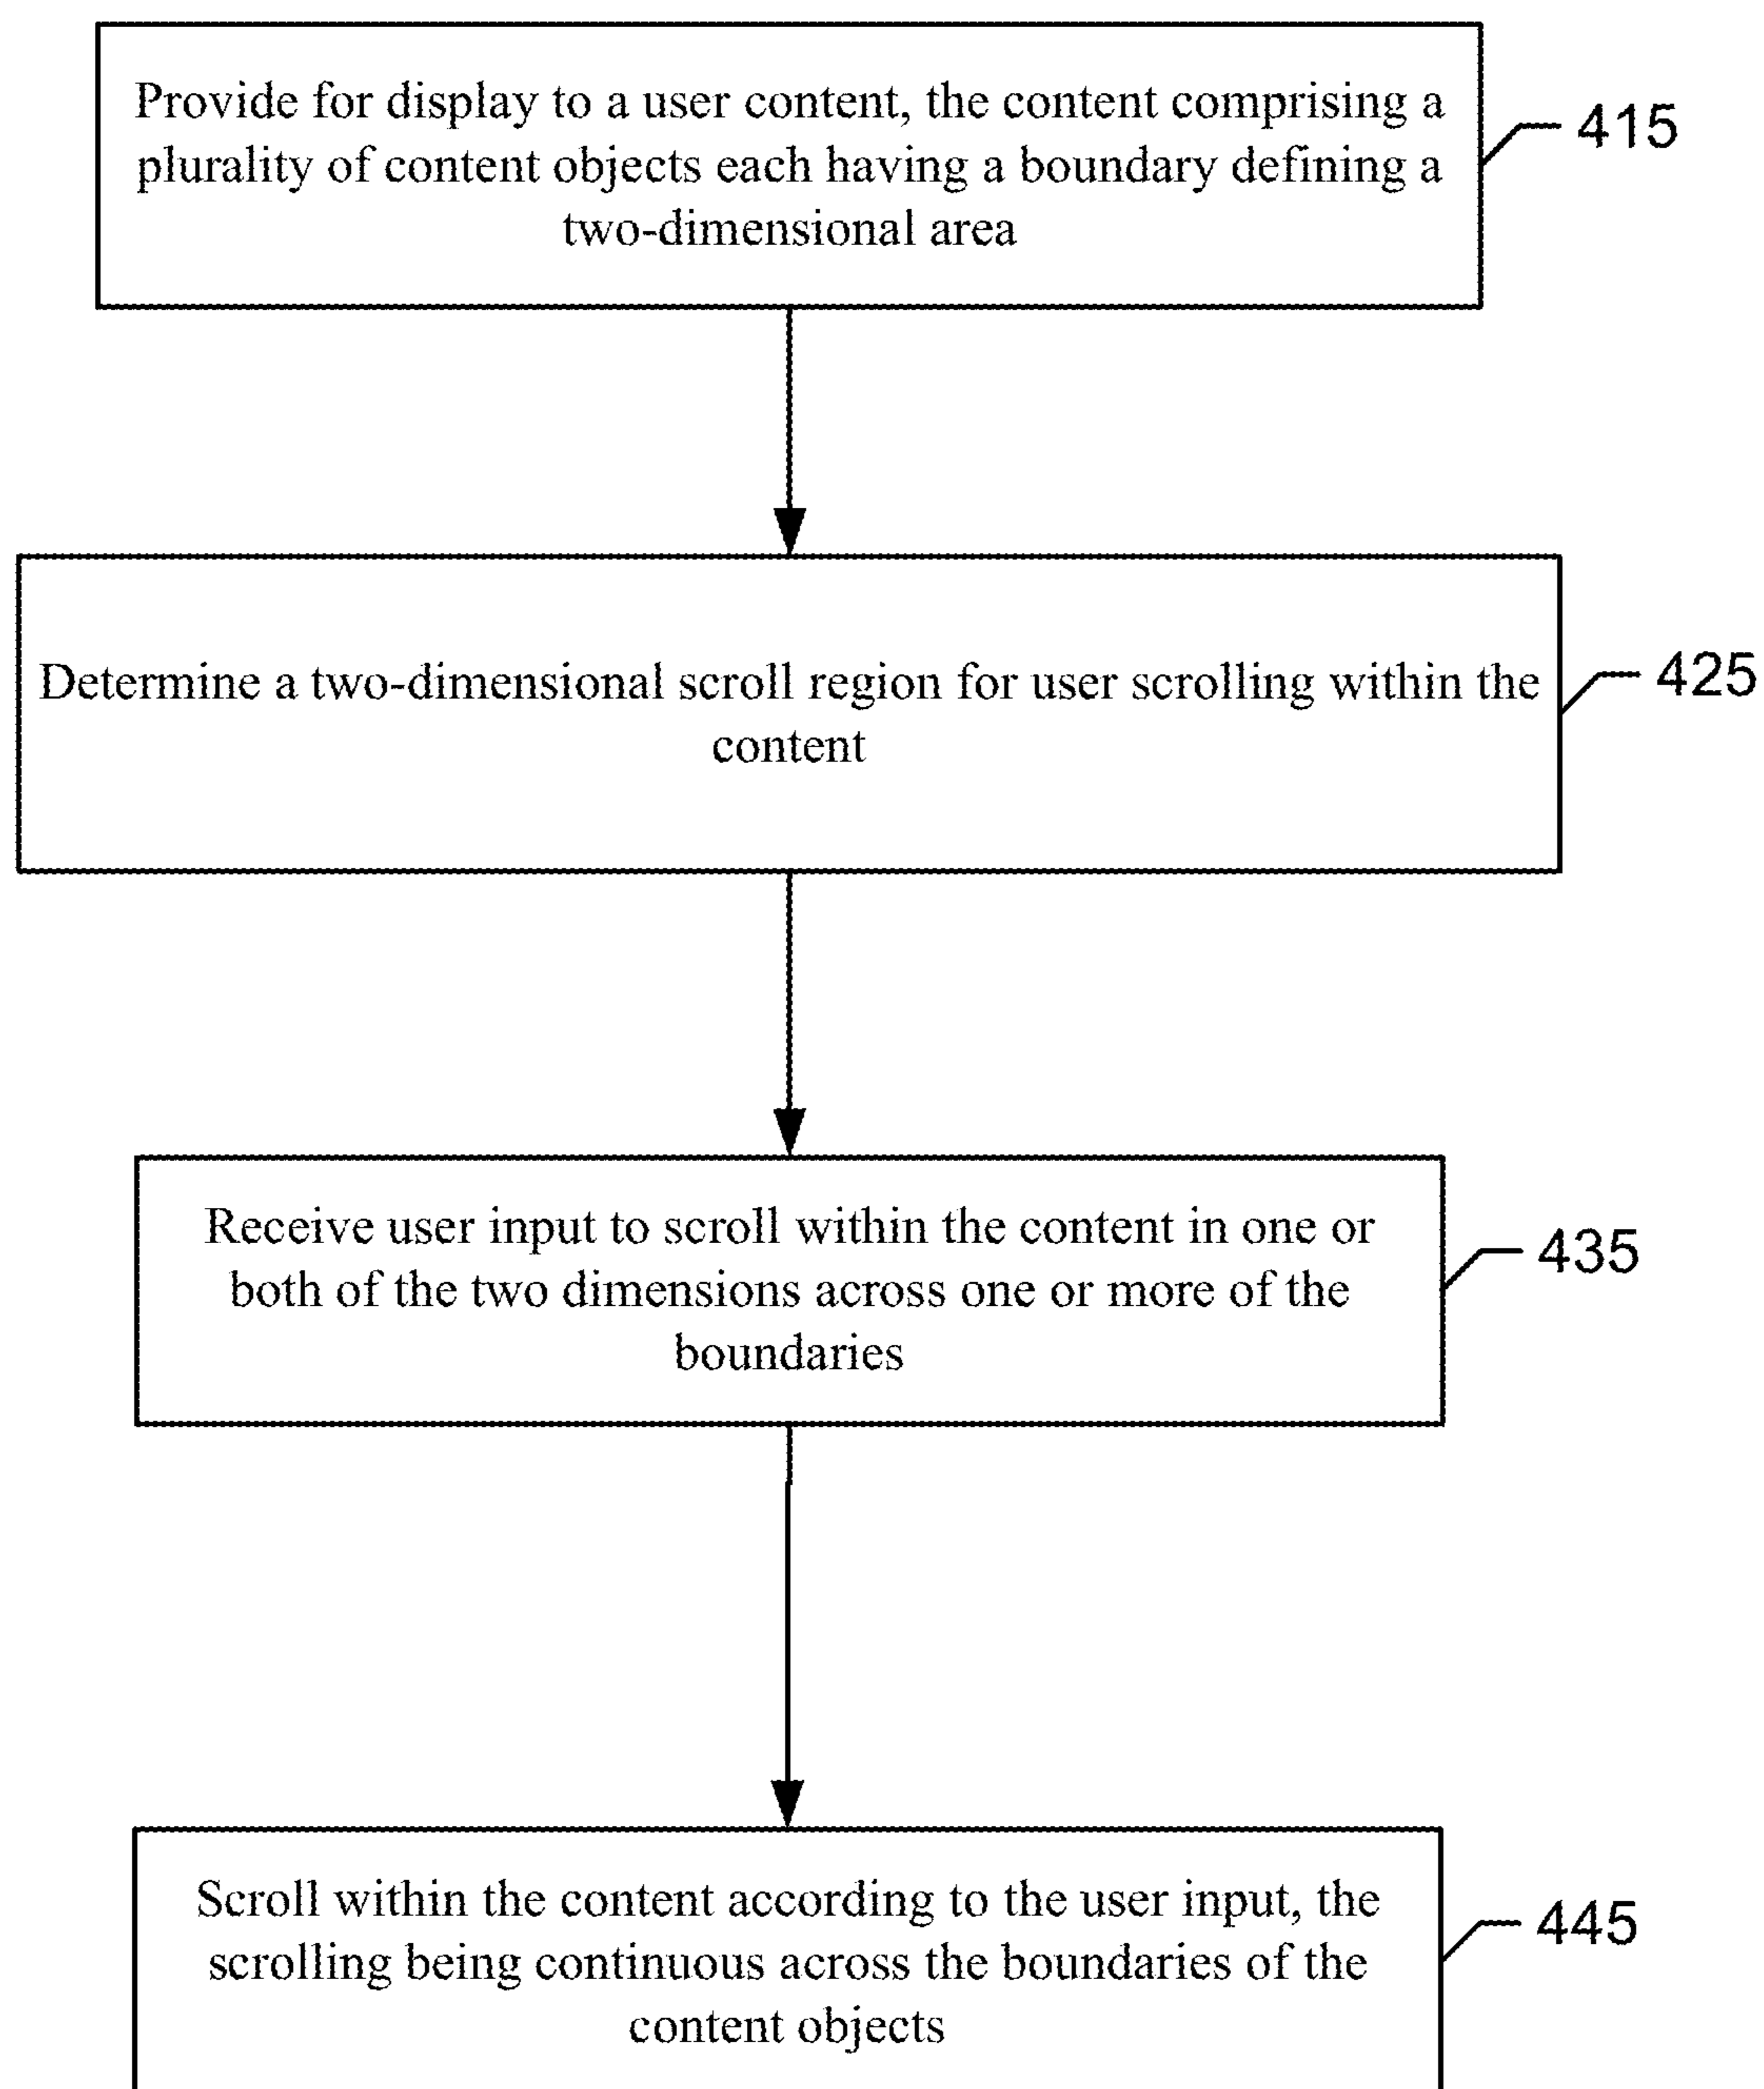 Provide for display to a user content, the content comprising a
plurality of content objects each having a boundary defining a
two-dimensional area
415
Determine a two-dimensional scroll region for user scrolling within the
content
425
Receive user input to scroll within the content in one or
both of the two dimensions across one or more of the
boundaries
435
Scroll within the content according to the user input, the
scrolling being continuous across the boundaries of the
content objects
445